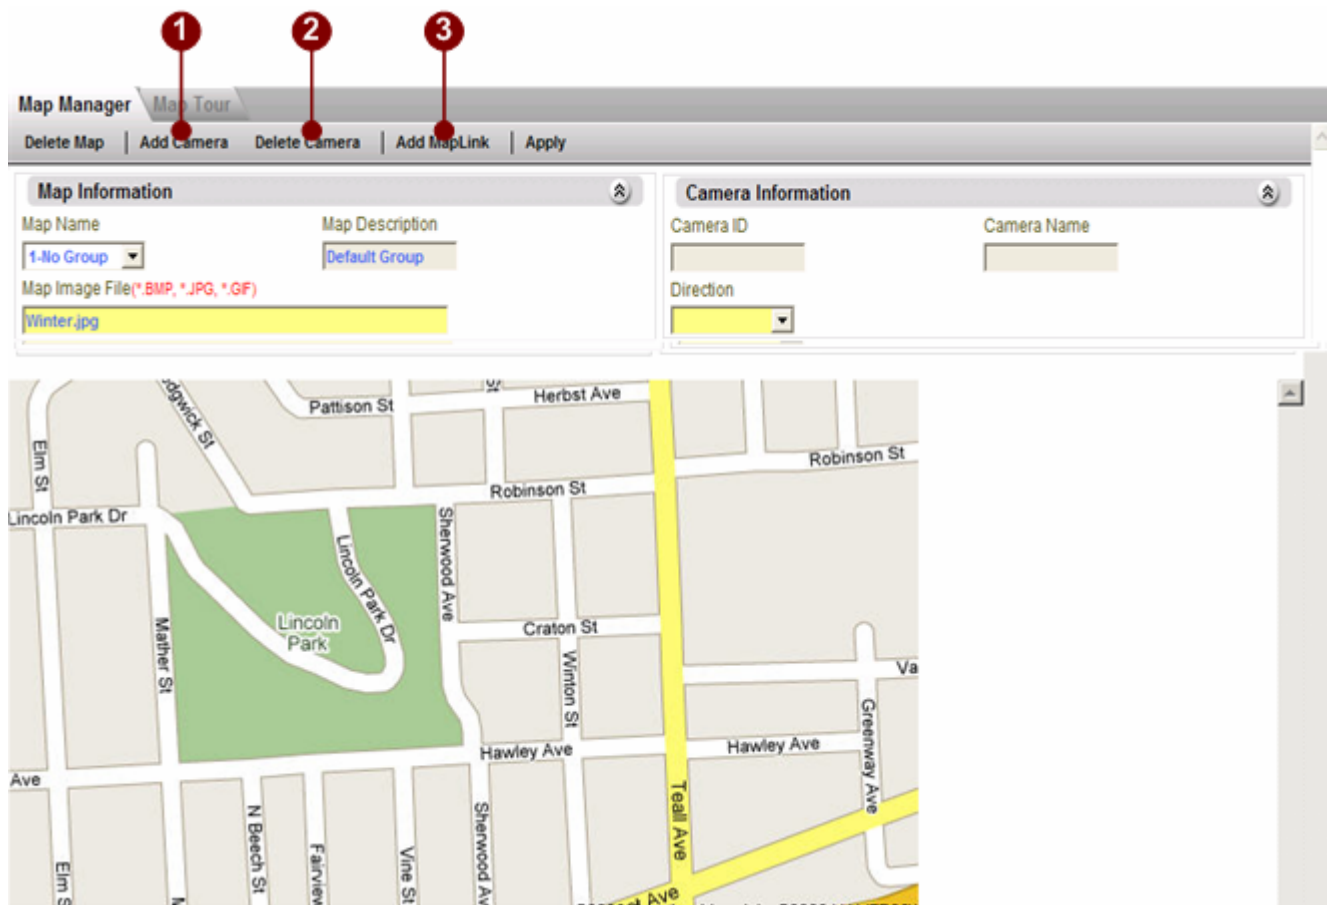 1 2 3
Map Manager Map Tour
Delete Map | Add Camera Delete Camera | Add MapLink | Apply
Map Information
Camera Information
Map Name Map Description
Camera ID Camera Name
1-No Group Default Group
Map Image File(*.BMP, *.JPG, *.GIF)
Direction
Winter.jpg
St
Herbst Ave
Pattison St
Elm St
Robinson St
Robinson St
Lincoln Park Dr
Sherwood Ave
Lincoln Park Dr
Lincoln
Park
Craton St
Mather St
Winton St
Va
Greenway Ave
Hawley Ave
Hawley Ave
Ave
Teall Ave
N Beech St
Fairview
Vine St
Sherwood Av
Elm S
Ave